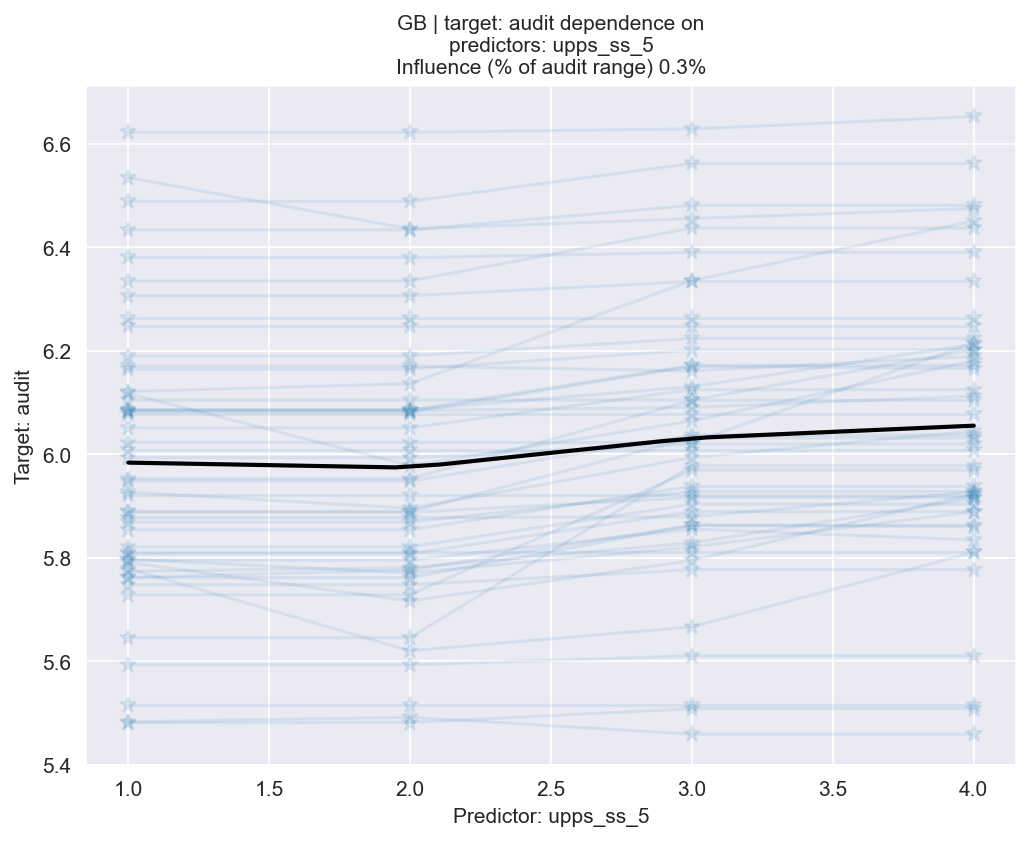 GB | target: audit dependence on
predictors: upps_ss_5
Influence (% of audit range) 0.3%
6.6
6.4
6.2
6.0
5.8
5.6
5.4
Target: audit
1.0
1.5
2.0
2.5
3.0
3.5
4.0
Predictor: upps_ss_5